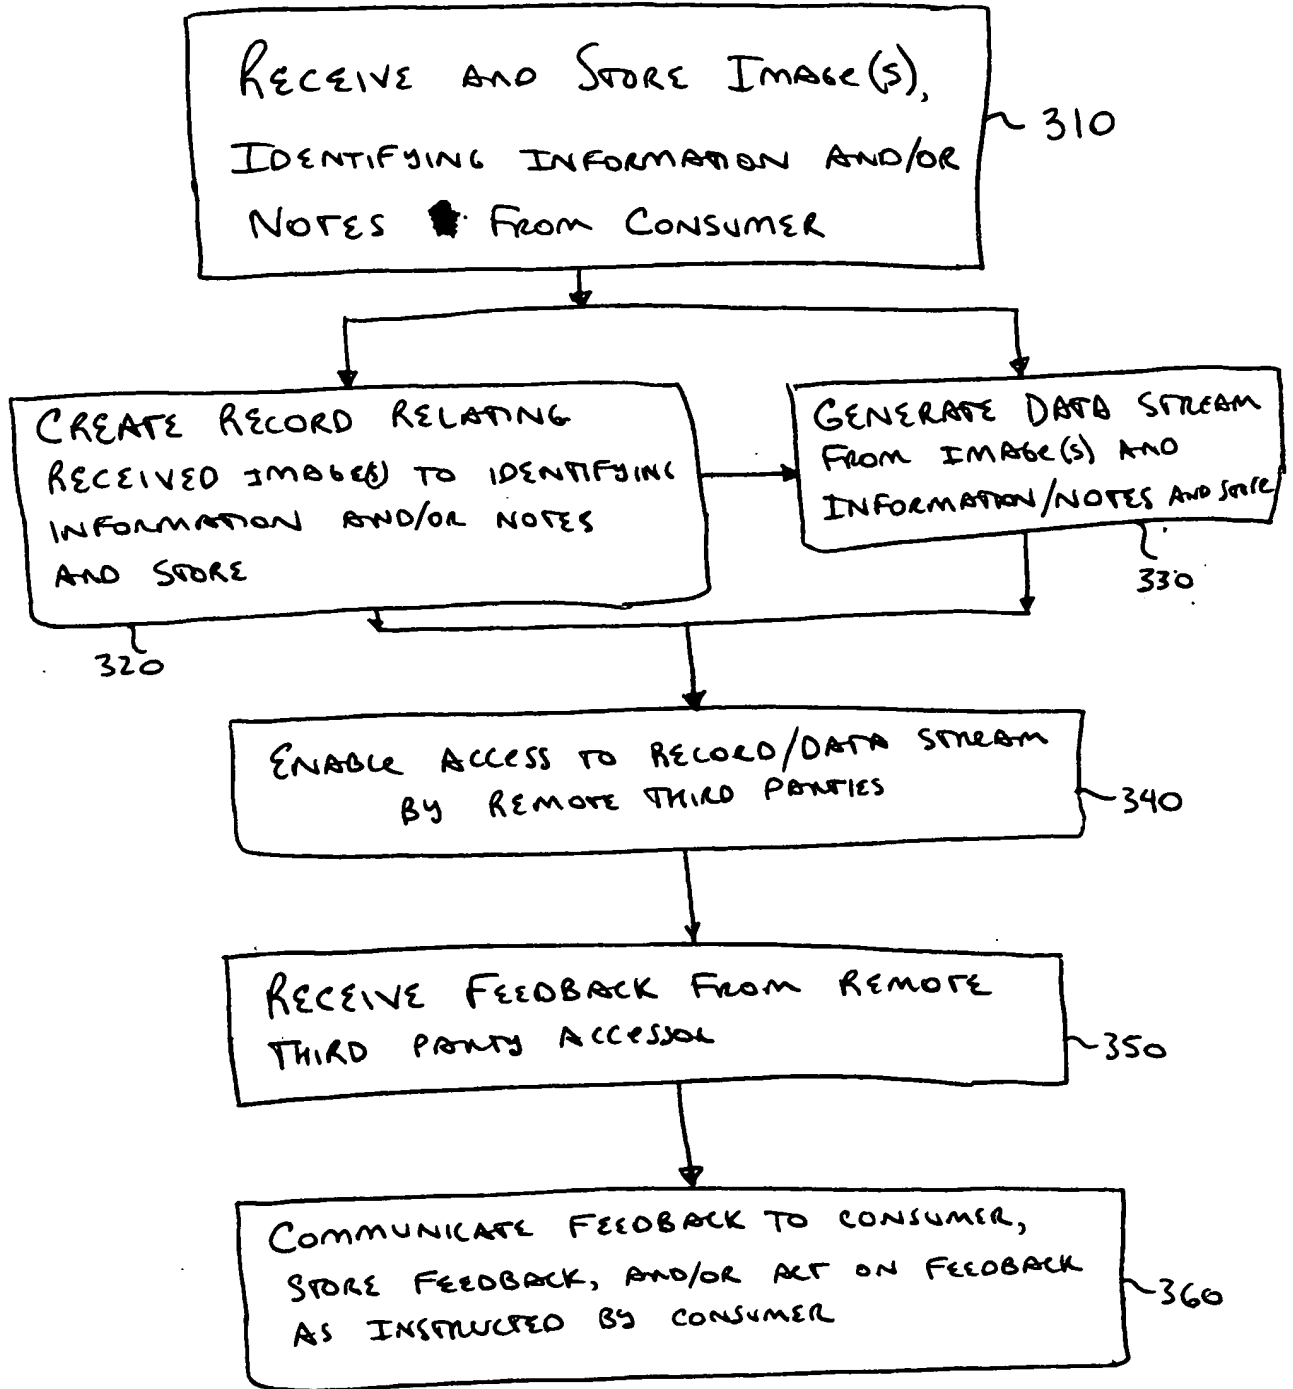 RECEIVE AND STORE IMAGE(S),
IDENTIFYING INFORMATION AND/OR
NOTES FROM CONSUMER
310
CREATE RECORD RELATING
RECEIVED IMAGE(S) TO IDENTIFYING
INFORMATION AND/OR NOTES
AND STORE
320
GENERATE DATA STREAM
FROM IMAGE(S) AND
INFORMATION/NOTES AND STORE
330
ENABLE ACCESS TO RECORD/DATA STREAM
BY REMOTE THIRD PARTIES
340
RECEIVE FEEDBACK FROM REMOTE
THIRD PARTY ACCESSOR
350
COMMUNICATE FEEDBACK TO CONSUMER,
STORE FEEDBACK, AND/OR ACT ON FEEDBACK
AS INSTRUCTED BY CONSUMER
360